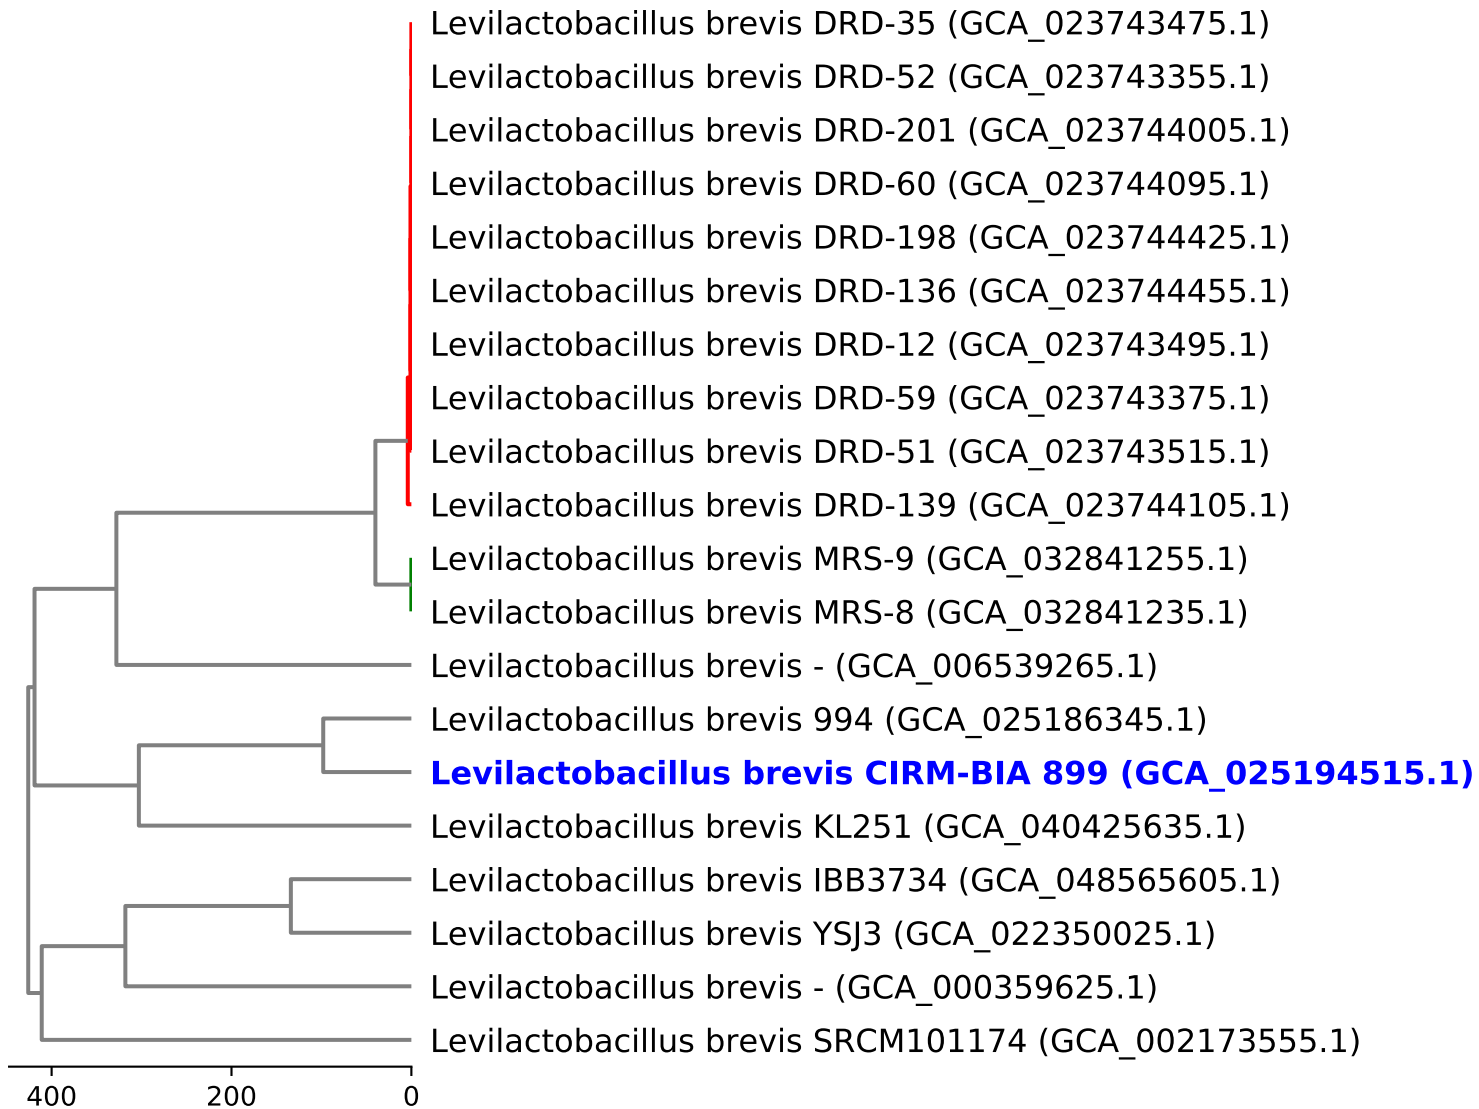 Levilactobacillus brevis DRD-35 (GCA_023743475.1)
Levilactobacillus brevis DRD-52 (GCA_023743355.1)
Levilactobacillus brevis DRD-201 (GCA_023744005.1)
Levilactobacillus brevis DRD-60 (GCA_023744095.1)
Levilactobacillus brevis DRD-198 (GCA_023744425.1)
Levilactobacillus brevis DRD-136 (GCA_023744455.1)
Levilactobacillus brevis DRD-12 (GCA_023743495.1)
Levilactobacillus brevis DRD-59 (GCA_023743375.1)
Levilactobacillus brevis DRD-51 (GCA_023743515.1)
Levilactobacillus brevis DRD-139 (GCA_023744105.1)
Levilactobacillus brevis MRS-9 (GCA_032841255.1)
Levilactobacillus brevis MRS-8 (GCA_032841235.1)
Levilactobacillus brevis - (GCA_006539265.1)
Levilactobacillus brevis 994 (GCA_025186345.1)
Levilactobacillus brevis CIRM-BIA 899 (GCA_025194515.1)
Levilactobacillus brevis KL251 (GCA_040425635.1)
Levilactobacillus brevis IBB3734 (GCA_048565605.1)
Levilactobacillus brevis YSJ3 (GCA_022350025.1)
Levilactobacillus brevis - (GCA_000359625.1)
Levilactobacillus brevis SRCM101174 (GCA_002173555.1)
400 200 0